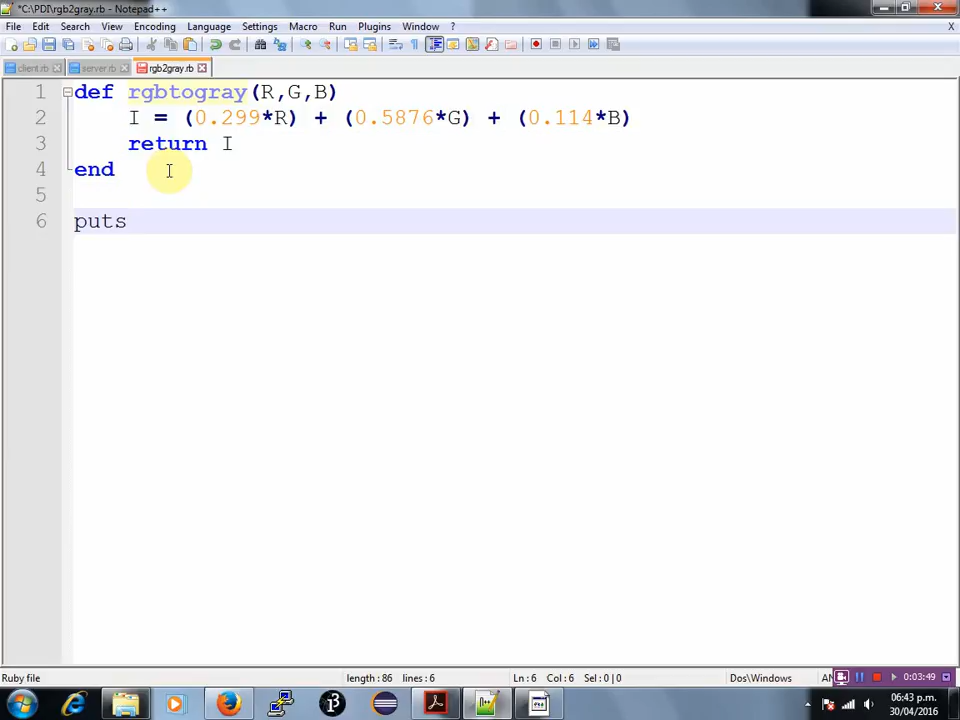 *C:\PDI\rgb2gray.rb - Notepad++
File Edit Search View Encoding Language Settings Macro Run Plugins Window ?
X
client.rb server.rb rgb2gray.rb
1 def rgbtogray(R,G,B)
2 I = (0.299*R) + (0.5876*G) + (0.114*B)
3 return I
4 end
5
6 puts
Ruby file length : 86 lines : 6 Ln : 6 Col : 6 Sel : 0 | 0 Dos\Windows AN 0:03:49
06:43 p.m.
30/04/2016